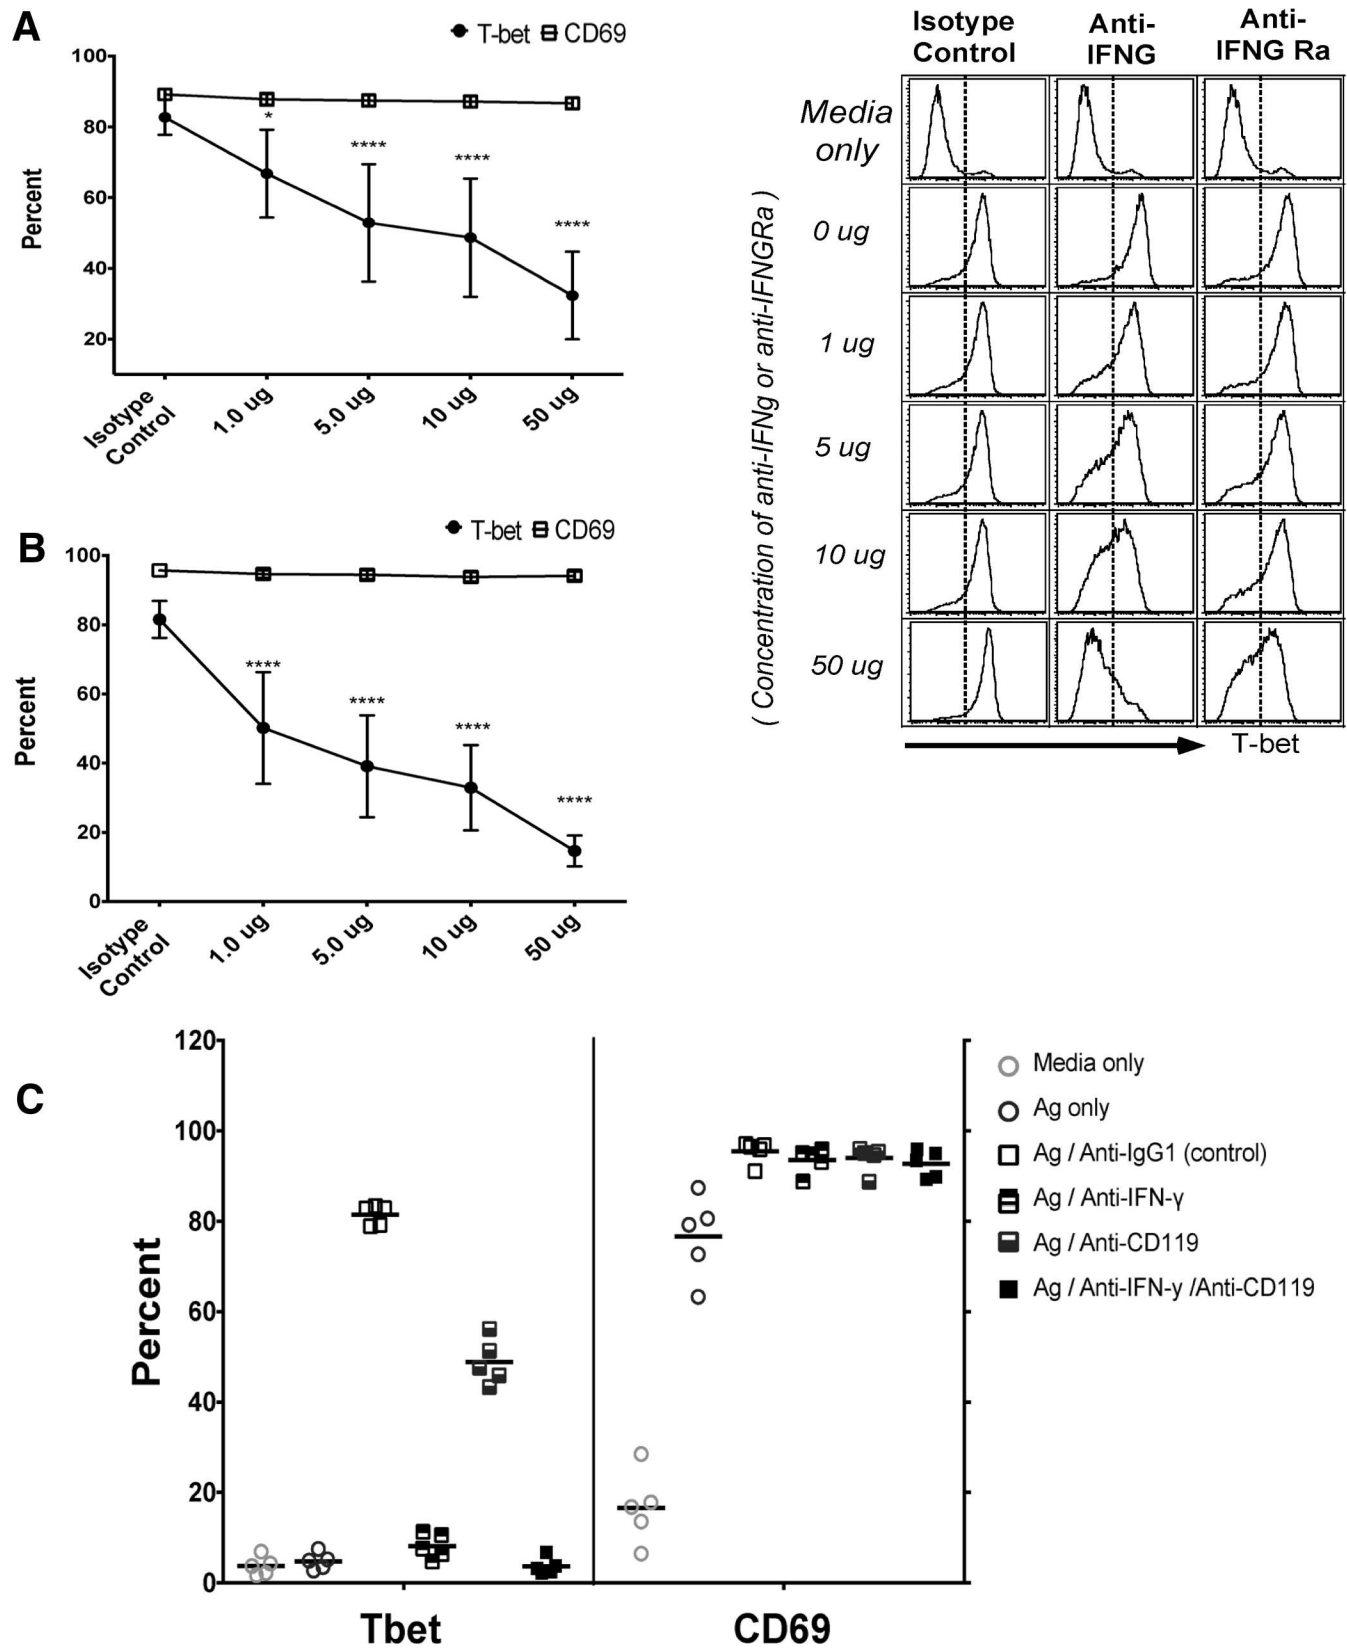 A
T-bet CD69
100
80
60
40
20
Percent
*
****
****
****
Isotype
Control
1.0 ug
5.0 ug
10 ug
50 ug
Isotype
Control
Anti-
IFNG
Anti-
IFNG Ra
Media
only
0 ug
1 ug
5 ug
10 ug
50 ug
( Concentration of anti-IFNg or anti-IFNGRa )
T-bet
B
T-bet CD69
100
80
60
40
20
0
Percent
****
****
****
****
Isotype
Control
1.0 ug
5.0 ug
10 ug
50 ug
C
120
100
80
60
40
20
0
Percent
Tbet
CD69
Media only
Ag only
Ag / Anti-IgG1 (control)
Ag / Anti-IFN-γ
Ag / Anti-CD119
Ag / Anti-IFN-y /Anti-CD119